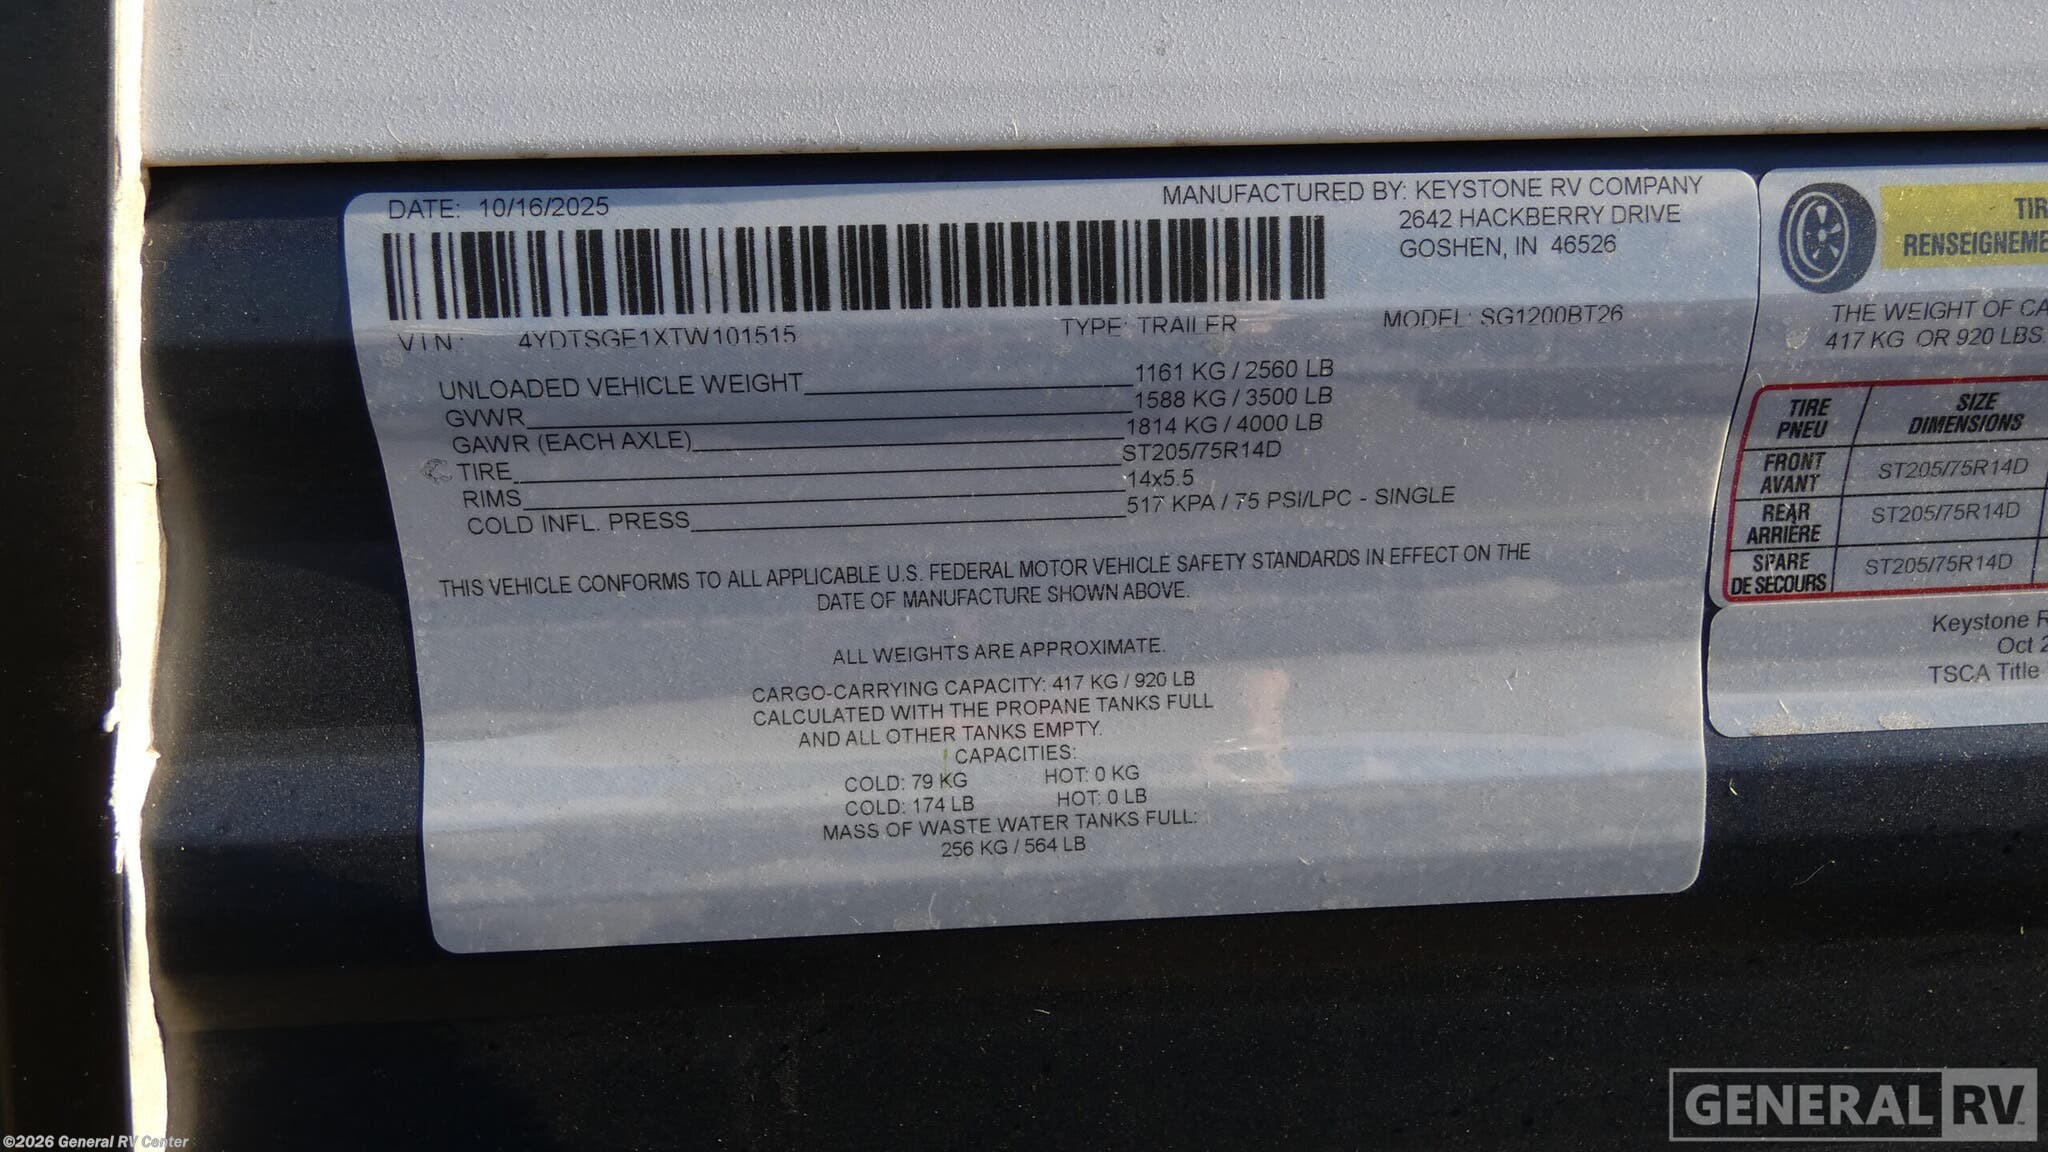 DATE: 10/16/2025
MANUFACTURED BY: KEYSTONE RV COMPANY
2642 HACKBERRY DRIVE
GOSHEN, IN 46526
VIN: 4YDTSGE1XTW101515 TYPE: TRAILER MODEL: SG1200BT26
UNLOADED VEHICLE WEIGHT 1161 KG / 2560 LB
GVWR 1588 KG / 3500 LB
GAWR (EACH AXLE) 1814 KG / 4000 LB
TIRE ST205/75R14D
RIMS 14x5.5
COLD INFL. PRESS 517 KPA / 75 PSI/LPC - SINGLE
THIS VEHICLE CONFORMS TO ALL APPLICABLE U.S. FEDERAL MOTOR VEHICLE SAFETY STANDARDS IN EFFECT ON THE
DATE OF MANUFACTURE SHOWN ABOVE.
ALL WEIGHTS ARE APPROXIMATE.
CARGO-CARRYING CAPACITY: 417 KG / 920 LB
CALCULATED WITH THE PROPANE TANKS FULL
AND ALL OTHER TANKS EMPTY.
CAPACITIES:
COLD: 79 KG HOT: 0 KG
COLD: 174 LB HOT: 0 LB
MASS OF WASTE WATER TANKS FULL:
256 KG / 564 LB
THE WEIGHT OF
417 KG OR 920 LBS.
TIRE SIZE
PNEU DIMENSIONS
FRONT ST205/75R14D
AVANT
REAR ST205/75R14D
ARRIÈRE
SPARE ST205/75R14D
DE SECOURS
Keystone
Oct
TSCA Title
GENERAL RV
©2026 General RV Center